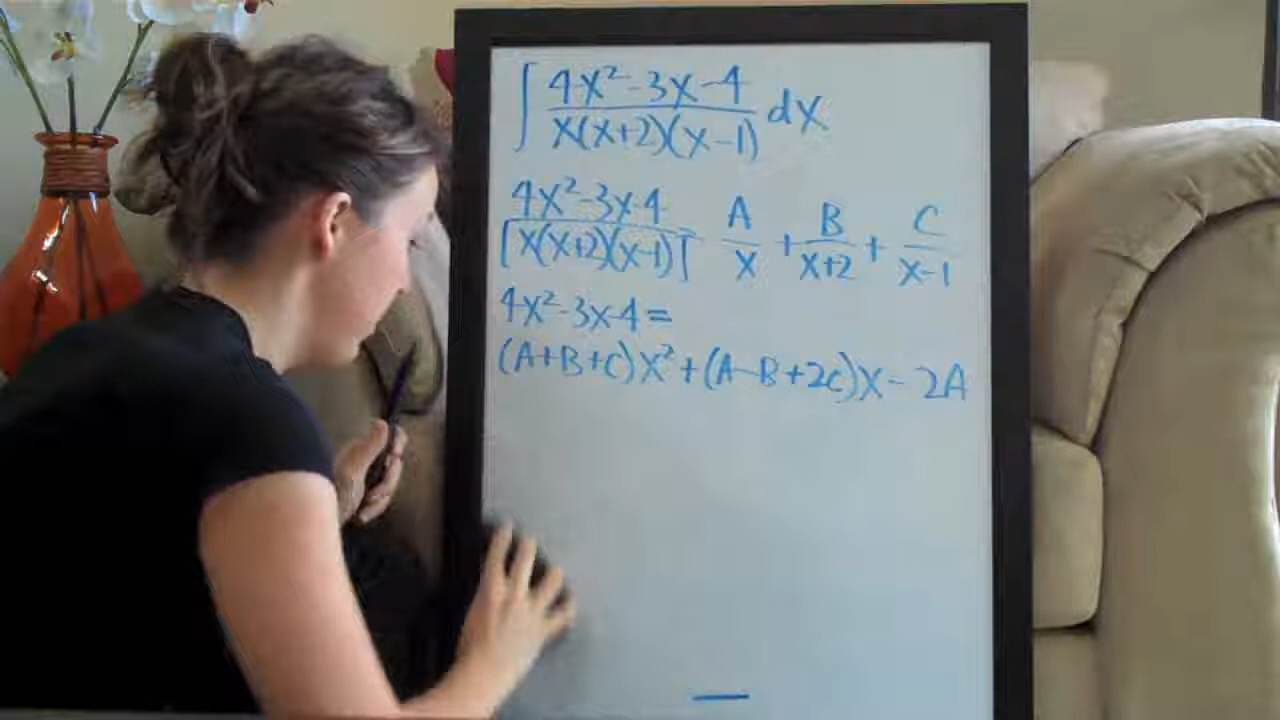 ∫ 4x²-3x-4 / x(x+2)(x-1) dx
4x²-3x-4 / [x(x+2)(x-1)] = A/x + B/x+2 + C/x-1
4x²-3x-4=
(A+B+C)x²+(A-B+2C)x-2A